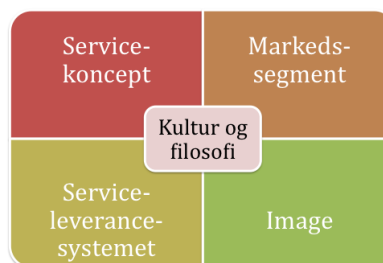 Service-
koncept
Markeds-
segment
Kultur og
filosofi
Service-
leverance-
systemet
Image